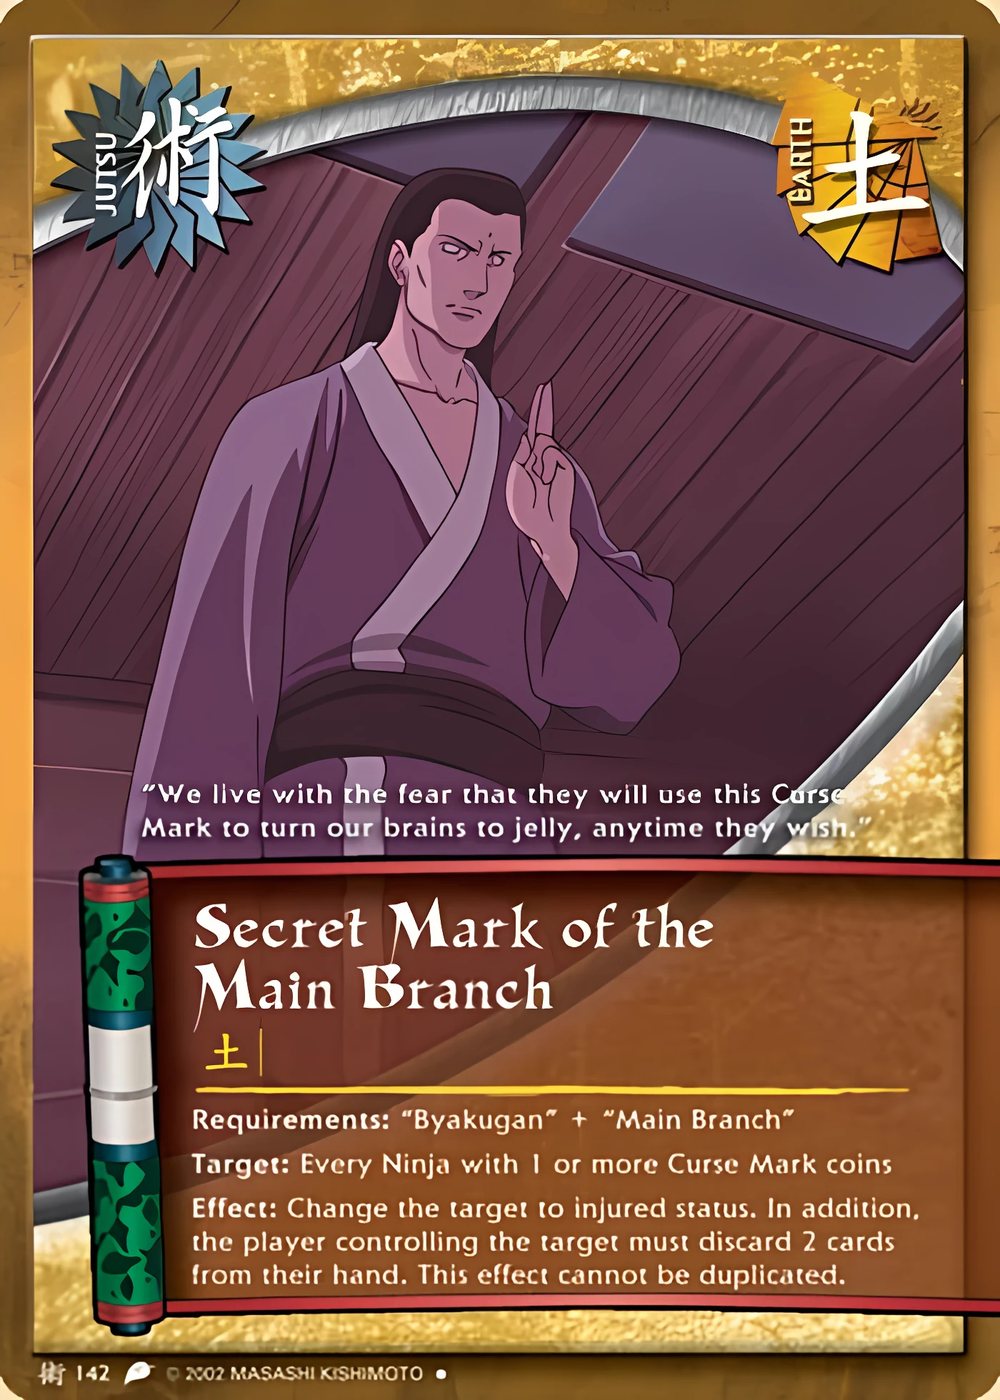 JUTSU
術
EARTH
土
"We live with the fear that they will use this Curse
Mark to turn our brains to jelly, anytime they wish."
Secret Mark of the
Main Branch
土
Requirements: "Byakugan" + "Main Branch"
Target: Every Ninja with 1 or more Curse Mark coins
Effect: Change the target to injured status. In addition,
the player controlling the target must discard 2 cards
from their hand. This effect cannot be duplicated.
術 142 © 2002 MASASHI KISHIMOTO